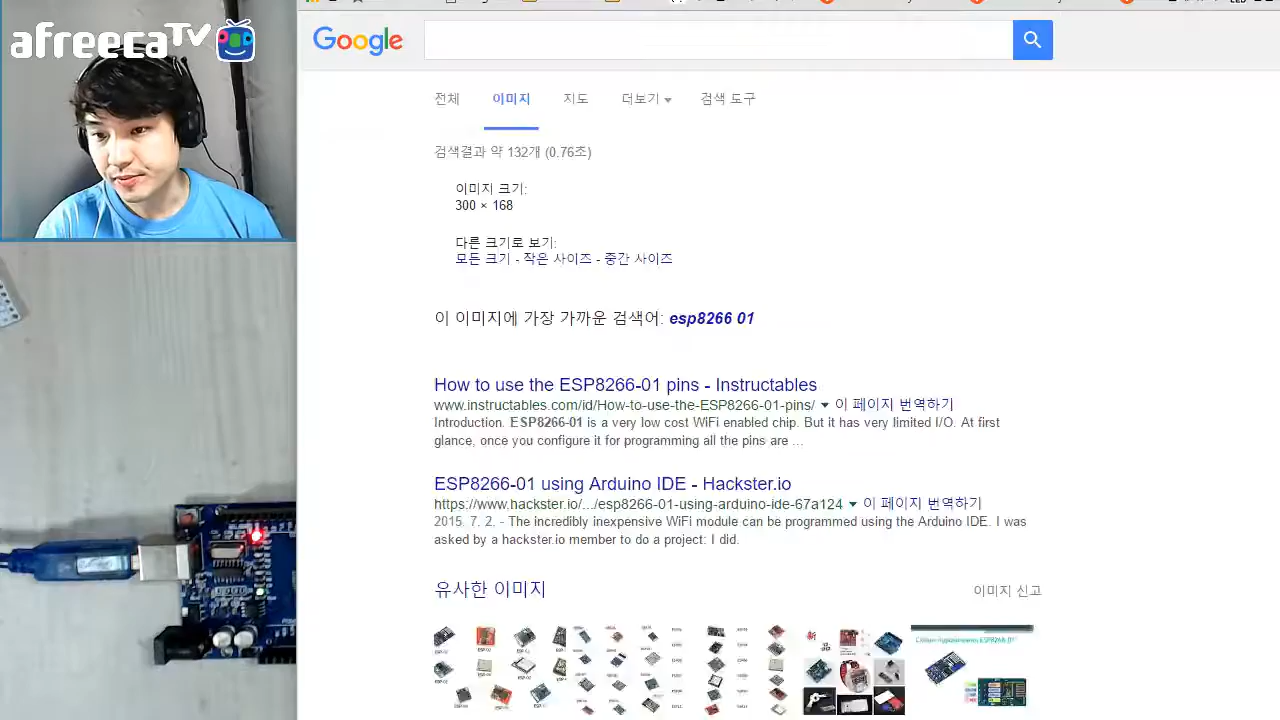 afreecaTV
Google
전체 이미지 지도 더보기 검색 도구
검색결과 약 132개 (0.76초)
이미지 크기:
300 × 168
다른 크기로 보기:
모든 크기 - 작은 사이즈 - 중간 사이즈
이 이미지에 가장 가까운 검색어: esp8266 01
How to use the ESP8266-01 pins - Instructables
www.instructables.com/id/How-to-use-the-ESP8266-01-pins/ 이 페이지 번역하기
Introduction. ESP8266-01 is a very low cost WiFi enabled chip. But it has very limited I/O. At first
glance, once you configure it for programming all the pins are ...
ESP8266-01 using Arduino IDE - Hackster.io
https://www.hackster.io/.../esp8266-01-using-arduino-ide-67a124 이 페이지 번역하기
2015. 7. 2. - The incredibly inexpensive WiFi module can be programmed using the Arduino IDE. I was
asked by a hackster.io member to do a project: I did.
유사한 이미지
이미지 신고